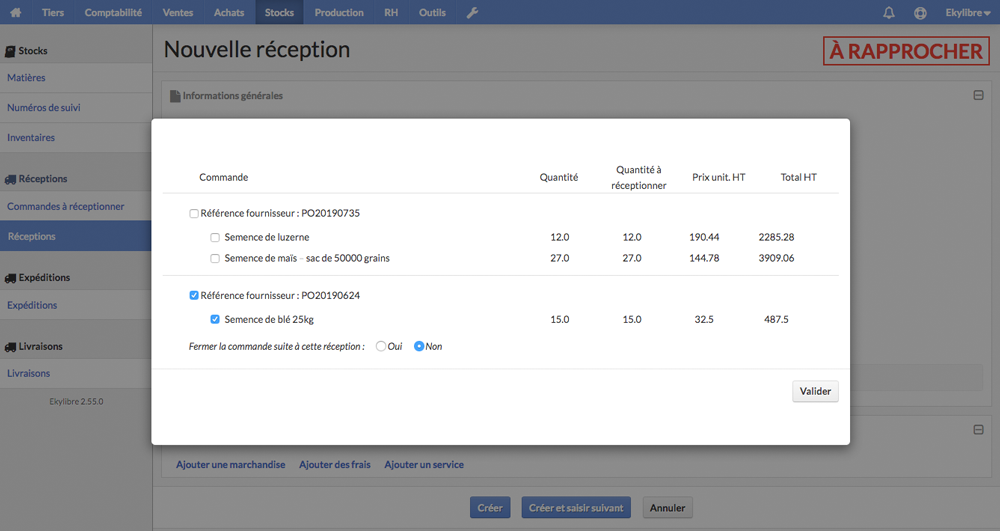 Tiers Comptabilité Ventes Achats Stocks Production RH Outils Ekylibre
Stocks
Matières
Numéros de suivi
Inventaires
Réceptions
Commandes à réceptionner
Réceptions
Expéditions
Expéditions
Livraisons
Livraisons
Ekylibre 2.55.0
Nouvelle réception
À RAPPROCHER
Informations générales
Commande Quantité Quantité à réceptionner Prix unit. HT Total HT
Référence fournisseur : PO20190735
Semence de luzerne 12.0 12.0 190.44 2285.28
Semence de maïs - sac de 50000 grains 27.0 27.0 144.78 3909.06
Référence fournisseur : PO20190624
Semence de blé 25kg 15.0 15.0 32.5 487.5
Fermer la commande suite à cette réception : Oui Non
Valider
Ajouter une marchandise Ajouter des frais Ajouter un service
Créer Créer et saisir suivant Annuler